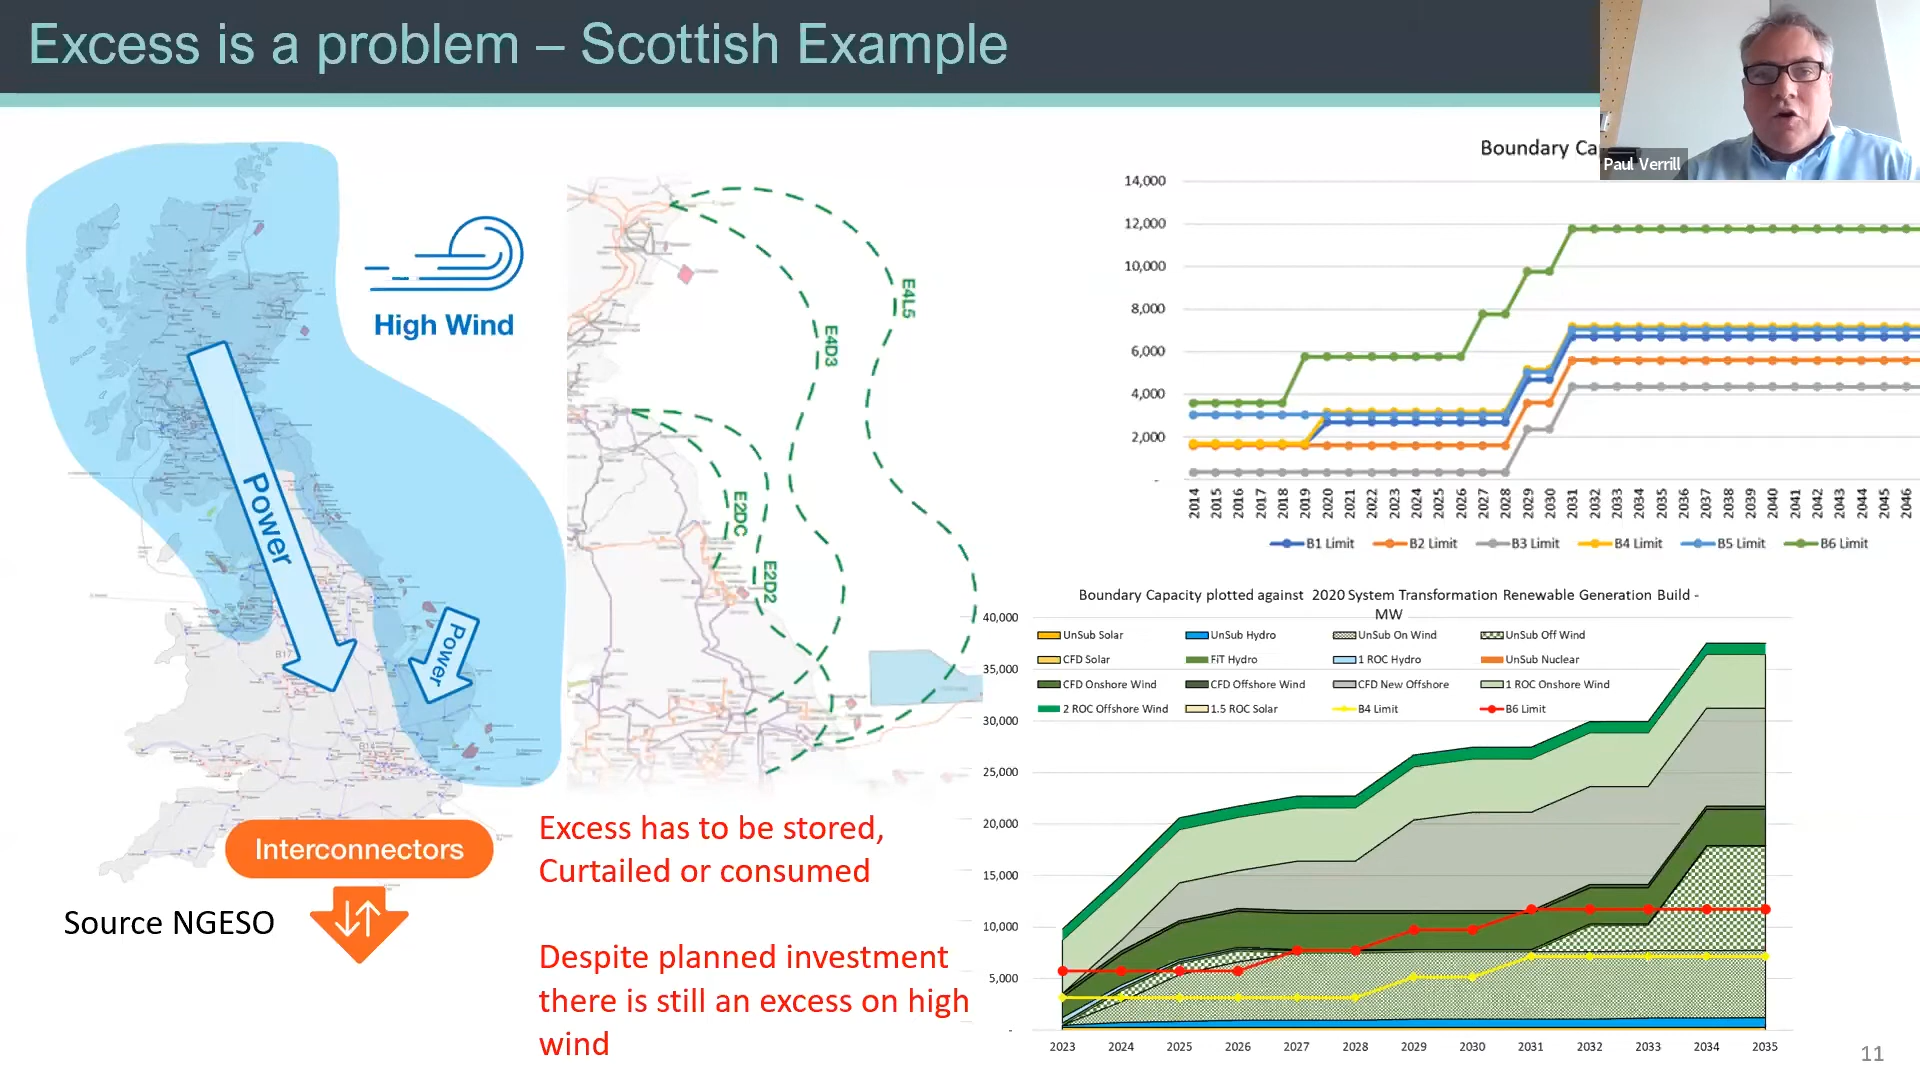 Excess is a problem – Scottish Example
Paul Verrill
High Wind
Power
Power
B17
B14
Interconnectors
Source NGESO
E4L5
E4D3
E2DC
E2D2
Excess has to be stored,
Curtailed or consumed
Despite planned investment
there is still an excess on high
wind
Boundary Ca
14,000
12,000
10,000
8,000
6,000
4,000
2,000
-
2014 2015 2016 2017 2018 2019 2020 2021 2022 2023 2024 2025 2026 2027 2028 2029 2030 2031 2032 2033 2034 2035 2036 2037 2038 2039 2040 2041 2042 2043 2044 2045 2046
B1 Limit B2 Limit B3 Limit B4 Limit B5 Limit B6 Limit
Boundary Capacity plotted against 2020 System Transformation Renewable Generation Build -
MW
UnSub Solar UnSub Hydro UnSub On Wind UnSub Off Wind
CFD Solar FiT Hydro 1 ROC Hydro UnSub Nuclear
CFD Onshore Wind CFD Offshore Wind CFD New Offshore 1 ROC Onshore Wind
2 ROC Offshore Wind 1.5 ROC Solar B4 Limit B6 Limit
40,000
35,000
30,000
25,000
20,000
15,000
10,000
5,000
-
2023 2024 2025 2026 2027 2028 2029 2030 2031 2032 2033 2034 2035
11